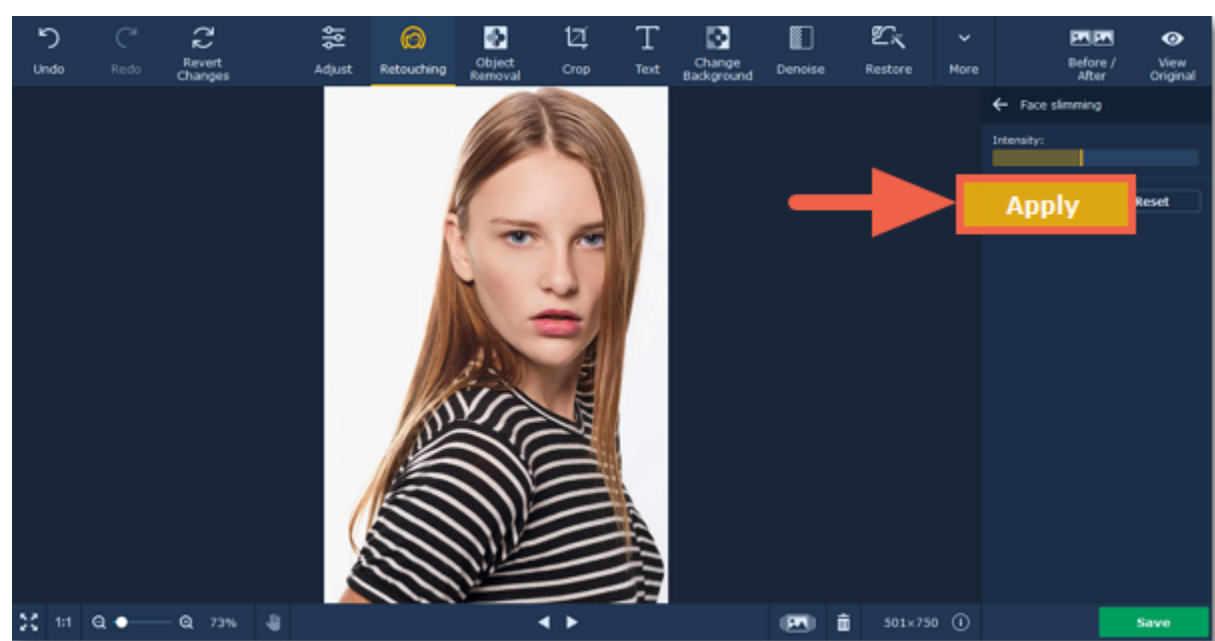 Undo
Redo
Revert
Changes
Adjust
Retouching
Object
Removal
Crop
Text
Change
Background
Denoise
Restore
More
Before /
After
View
Original
Face slimming
Intensity:
Apply
Reset
1:1
73%
501×750
Save